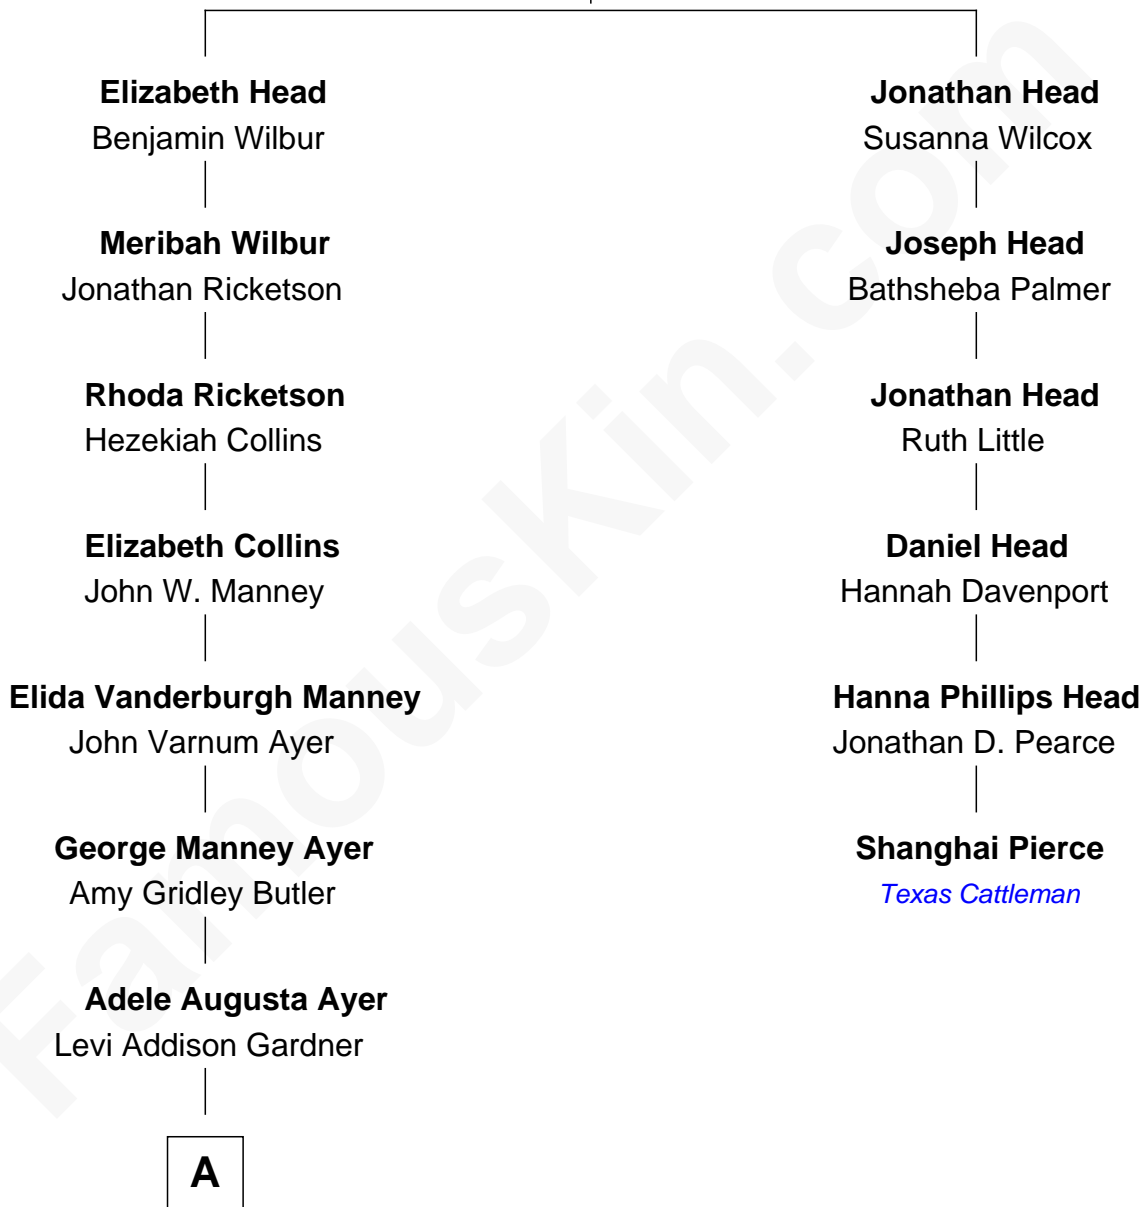 Elizabeth Head
Benjamin Wilbur
Meribah Wilbur
Jonathan Ricketson
Rhoda Ricketson
Hezekiah Collins
Elizabeth Collins
John W. Manney
Elida Vanderburgh Manney
John Varnum Ayer
George Manney Ayer
Amy Gridley Butler
Adele Augusta Ayer
Levi Addison Gardner
A
Jonathan Head
Susanna Wilcox
Joseph Head
Bathsheba Palmer
Jonathan Head
Ruth Little
Daniel Head
Hannah Davenport
Hanna Phillips Head
Jonathan D. Pearce
Shanghai Pierce
Texas Cattleman
FamousKin.com